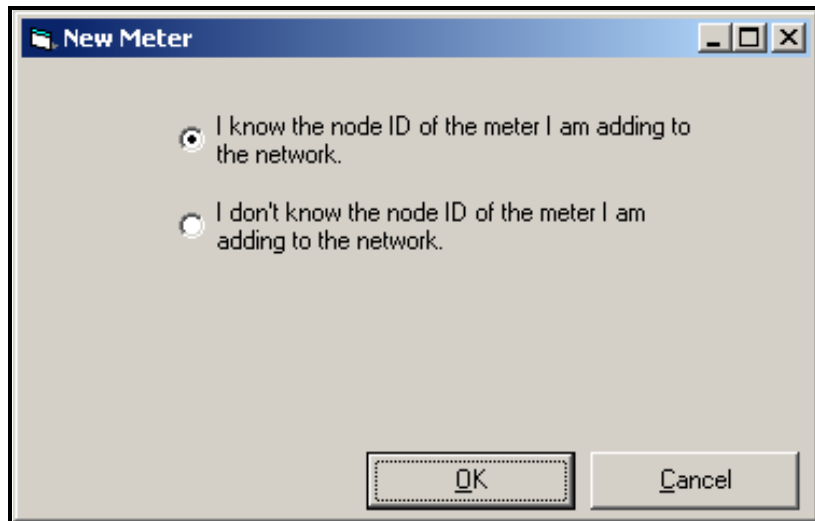 New Meter
I know the node ID of the meter I am adding to
the network.
I don't know the node ID of the meter I am
adding to the network.
OK
Cancel